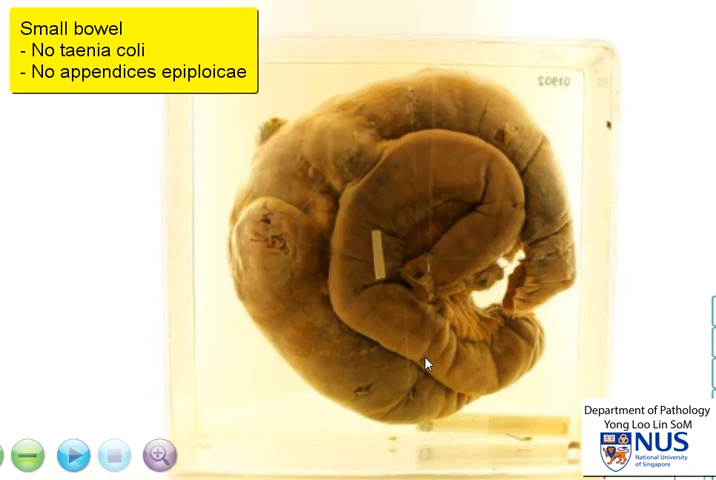 Small bowel
- No taenia coli
- No appendices epiploicae
01902
Department of Pathology
Yong Loo Lin SoM
NUS
National University
of Singapore